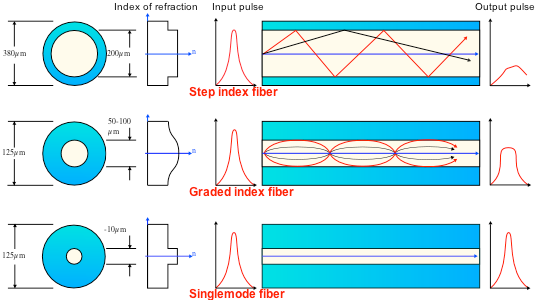 Index of refraction Input pulse Output pulse
380µm 200µm n
Step index fiber
125µm 50-100
µm n
Graded index fiber
125µm -10µm n
Singlemode fiber